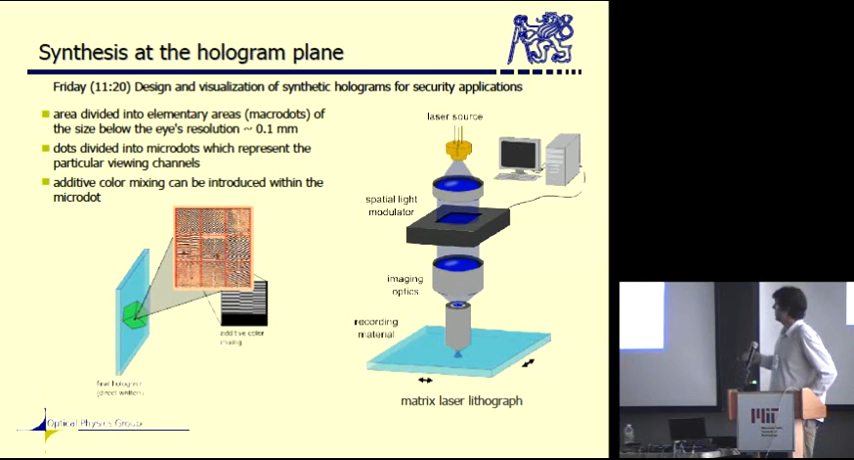 Synthesis at the hologram plane
Friday (11:20) Design and visualization of synthetic holograms for security applications
area divided into elementary areas (macrodots) of
the size below the eye's resolution ~ 0.1 mm
dots divided into microdots which represent the
particular viewing channels
additive color mixing can be introduced within the
microdot
laser source
spatial light
modulator
imaging
optics
recording
material
matrix laser lithograph
additive color
mixing
final hologram
(direct written)
Optical Physics Group
MIT